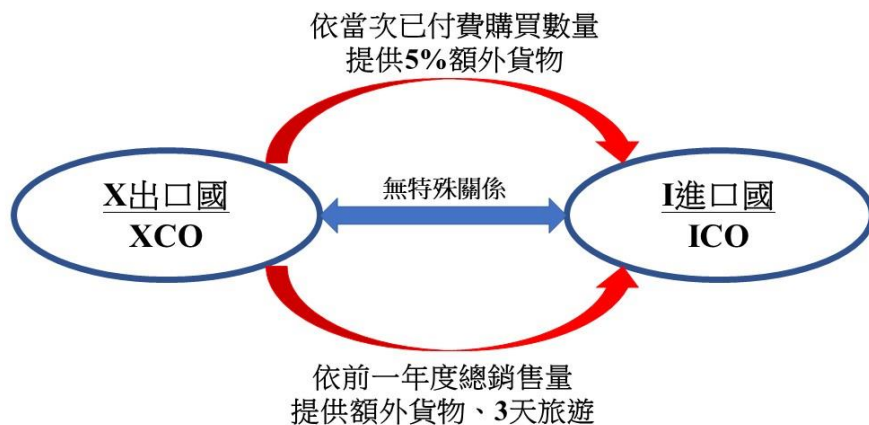 依當次已付費購買數量
提供5%額外貨物
X出口國
XCO
無特殊關係
I進口國
ICO
依前一年度總銷售量
提供額外貨物、3天旅遊